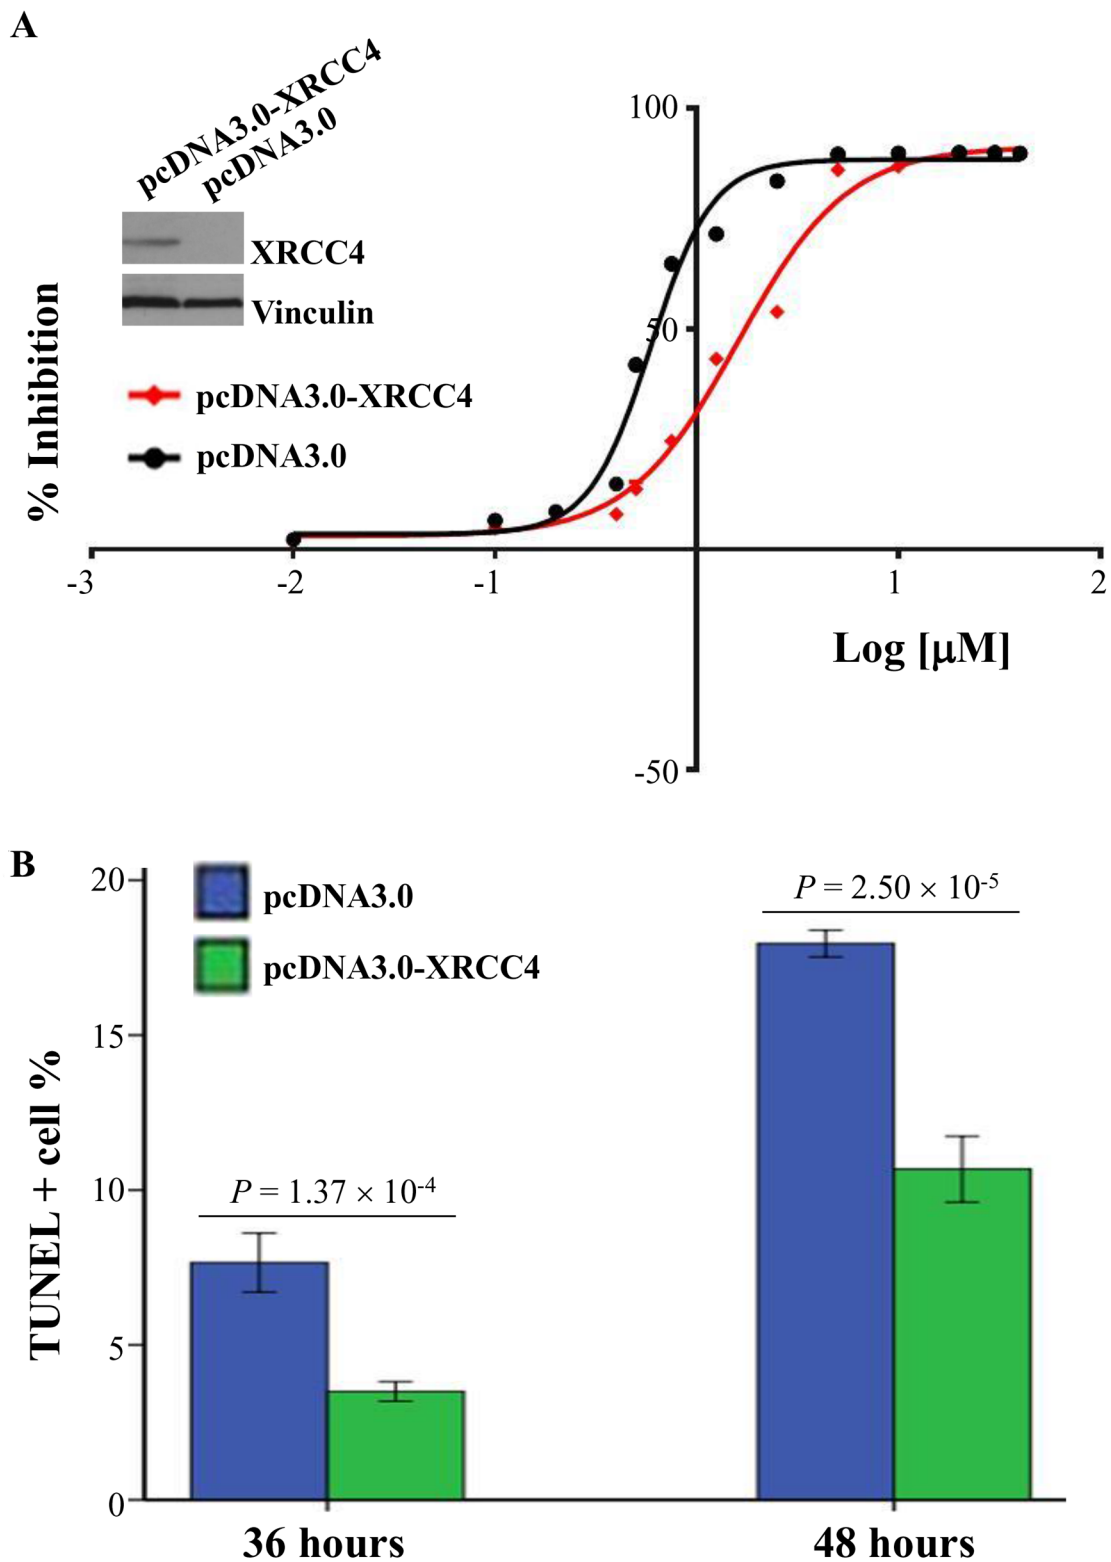 A
pcDNA3.0-XRCC4
pcDNA3.0
XRCC4
Vinculin
pcDNA3.0-XRCC4
pcDNA3.0
% Inhibition
100
50
-50
-3
-2
-1
1
2
Log [μM]
B
pcDNA3.0
pcDNA3.0-XRCC4
TUNEL + cell %
20
15
10
5
0
P = 1.37 × 10-4
P = 2.50 × 10-5
36 hours
48 hours